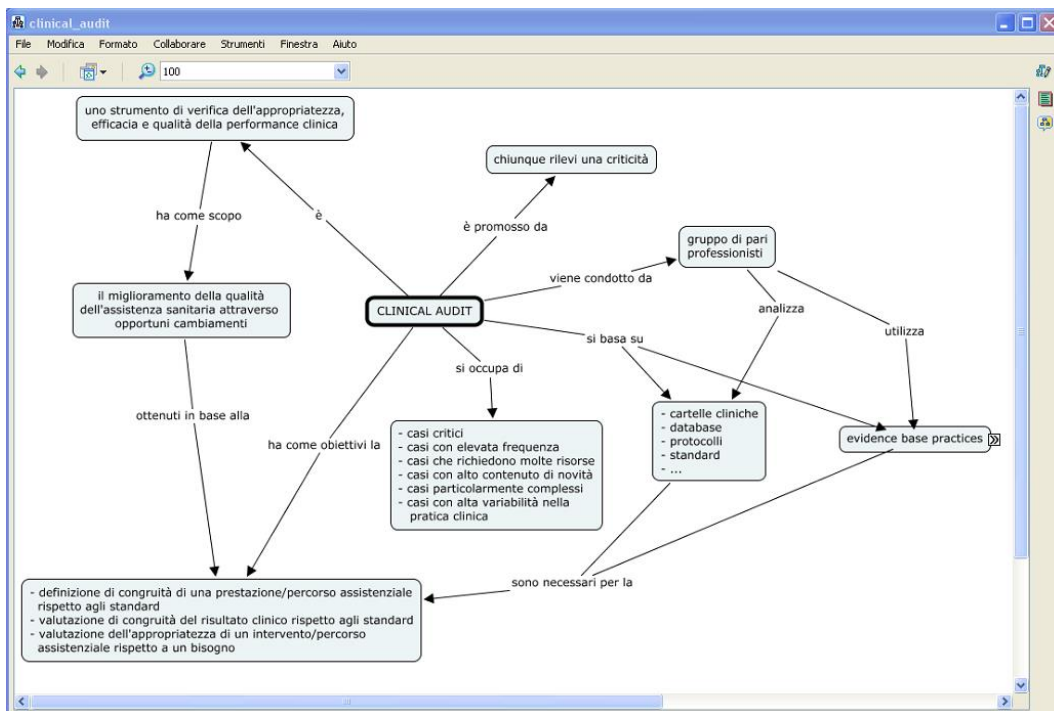 clinical_audit
File Modifica Formato Collaborare Strumenti Finestra Aiuto
100
uno strumento di verifica dell'appropriatezza,
efficacia e qualità della performance clinica
chiunque rilevi una criticità
ha come scopo
è
è promosso da
gruppo di pari
professionisti
viene condotto da
il miglioramento della qualità
dell'assistenza sanitaria attraverso
opportuni cambiamenti
CLINICAL AUDIT
analizza
utilizza
si basa su
si occupa di
ottenuti in base alla
ha come obiettivi la
- casi critici
- casi con elevata frequenza
- casi che richiedono molte risorse
- casi con alto contenuto di novità
- casi particolarmente complessi
- casi con alta variabilità nella
pratica clinica
- cartelle cliniche
- database
- protocolli
- standard
- ...
evidence base practices
sono necessari per la
- definizione di congruità di una prestazione/percorso assistenziale
rispetto agli standard
- valutazione di congruità del risultato clinico rispetto agli standard
- valutazione dell'appropriatezza di un intervento/percorso
assistenziale rispetto a un bisogno